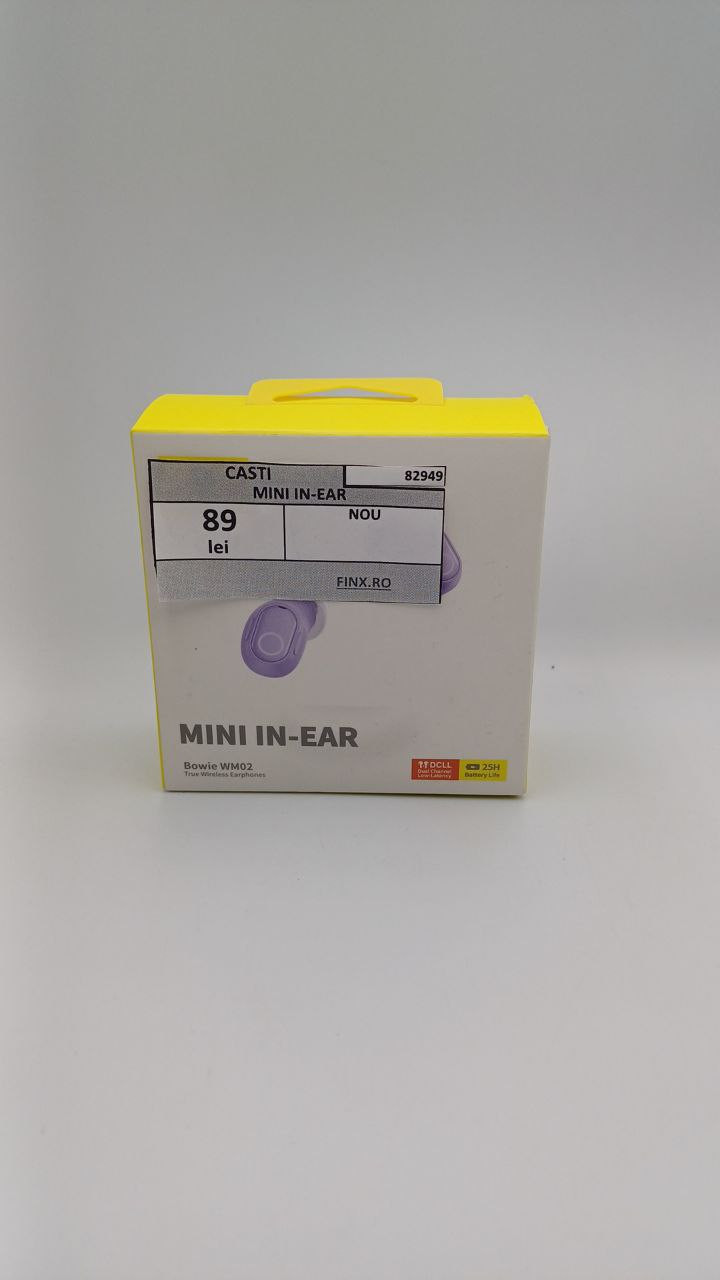 CASTI
82949
MINI IN-EAR
89
lei
NOU
FINX.RO
MINI IN-EAR
Bowie WM02
True Wireless Earphones
DCLL
Dual Channel
Low-Latency
25H
Battery Life